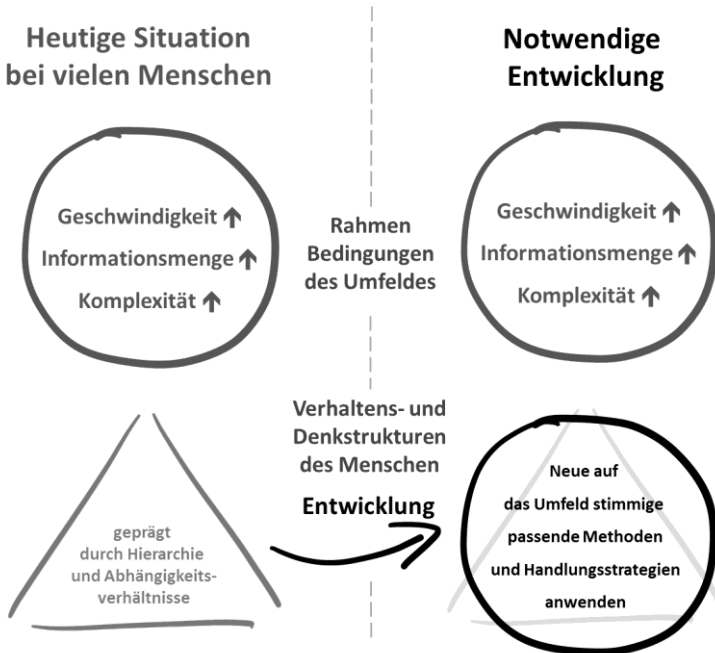 Heutige Situation
bei vielen Menschen
Notwendige
Entwicklung
Geschwindigkeit ↑
Informationsmenge ↑
Komplexität ↑
Rahmen
Bedingungen
des Umfeldes
Geschwindigkeit ↑
Informationsmenge ↑
Komplexität ↑
Verhaltens- und
Denkstrukturen
des Menschen
Entwicklung
geprägt
durch Hierarchie
und Abhängigkeits-
verhältnisse
Neue auf
das Umfeld stimmige
passende Methoden
und Handlungsstrategien
anwenden